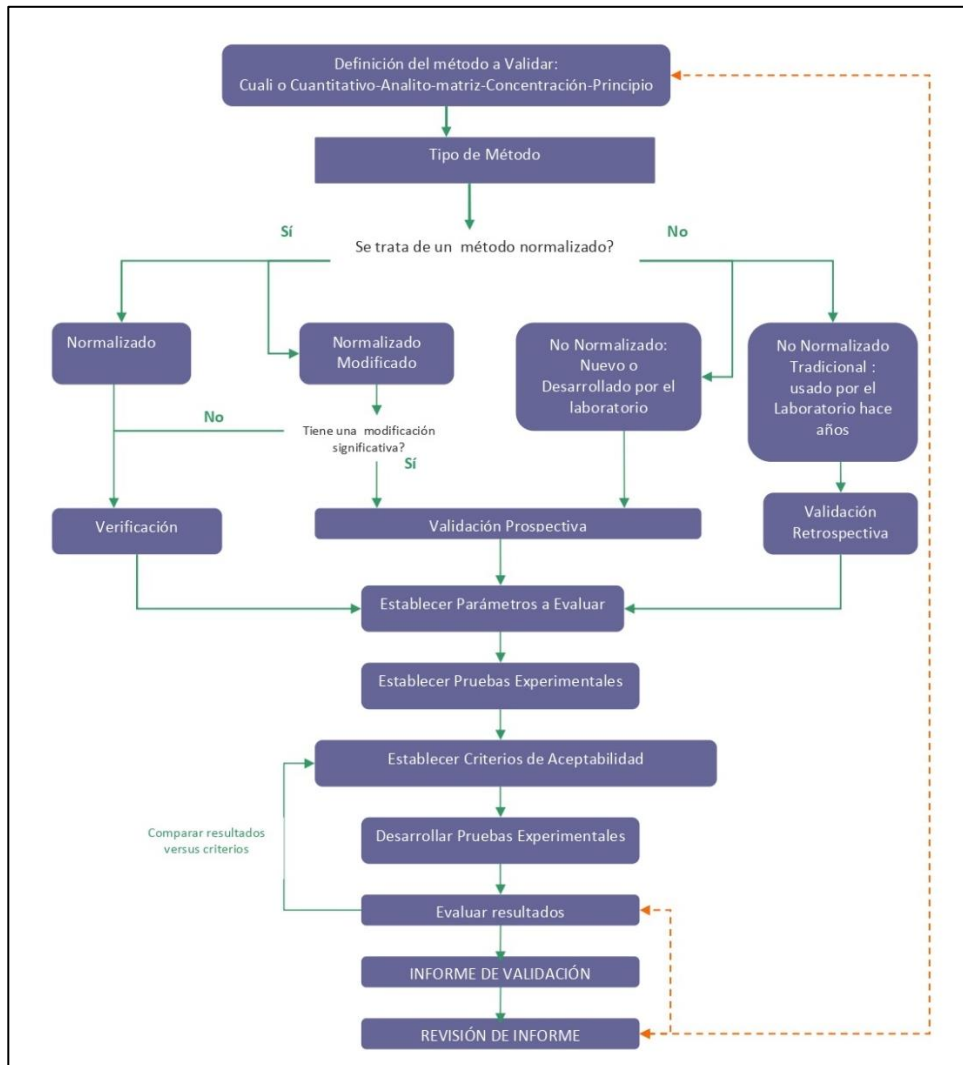 Definición del método a Validar:
Cuali o Cuantitativo-Analito-matriz-Concentración-Principio
Tipo de Método
Sí
No
Se trata de un  método normalizado?
Normalizado
Normalizado
Modificado
No Normalizado:
Nuevo o
Desarrollado por el
laboratorio
No Normalizado
Tradicional :
usado por el
Laboratorio hace
años
No
Tiene una  modificación
significativa?
Sí
Verificación
Validación Prospectiva
Validación
Retrospectiva
Establecer Parámetros a Evaluar
Establecer Pruebas Experimentales
Establecer Criterios de Aceptabilidad
Comparar resultados
versus criterios
Desarrollar Pruebas Experimentales
Evaluar resultados
INFORME DE VALIDACIÓN
REVISIÓN DE INFORME